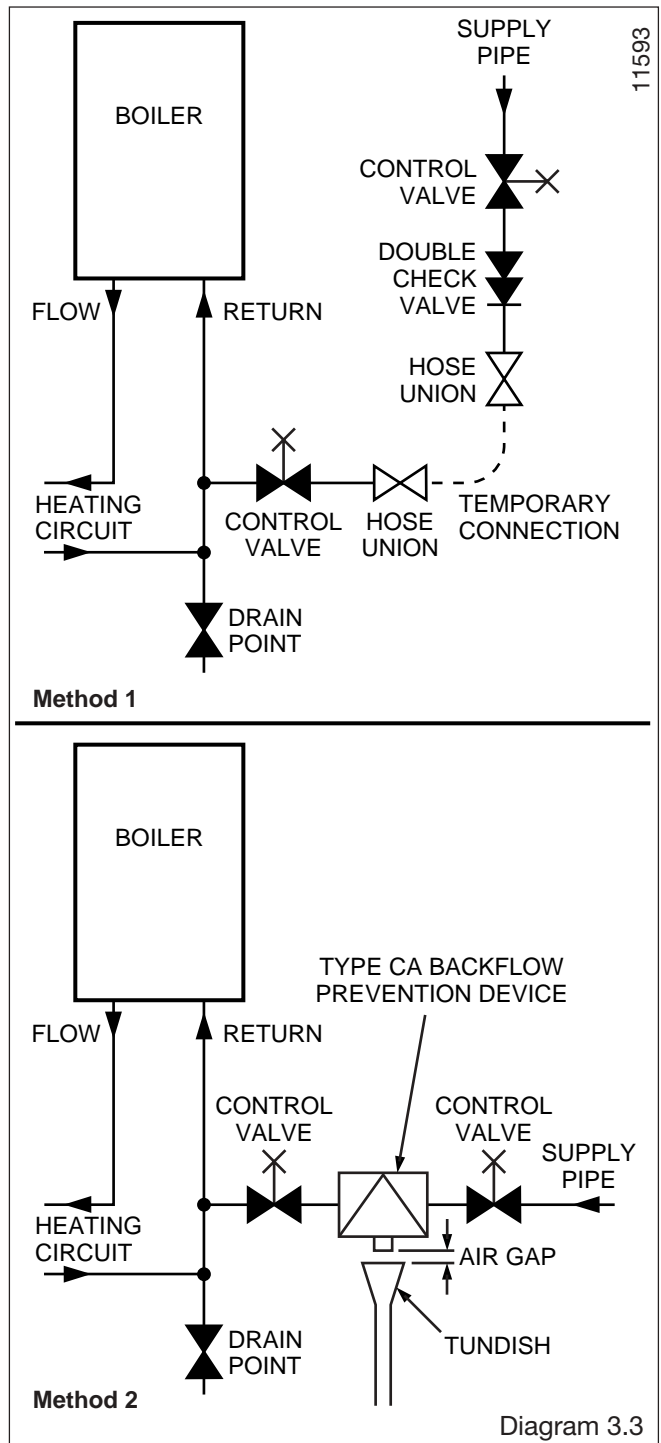 SUPPLY
PIPE
11593
BOILER
CONTROL
VALVE
DOUBLE
CHECK
VALVE
FLOW
RETURN
HOSE
UNION
HEATING
CIRCUIT
CONTROL
VALVE
HOSE
UNION
TEMPORARY
CONNECTION
DRAIN
POINT
Method 1
BOILER
TYPE CA BACKFLOW
PREVENTION DEVICE
FLOW
RETURN
CONTROL
VALVE
CONTROL
VALVE
SUPPLY
PIPE
HEATING
CIRCUIT
AIR GAP
DRAIN
POINT
TUNDISH
Method 2
Diagram 3.3